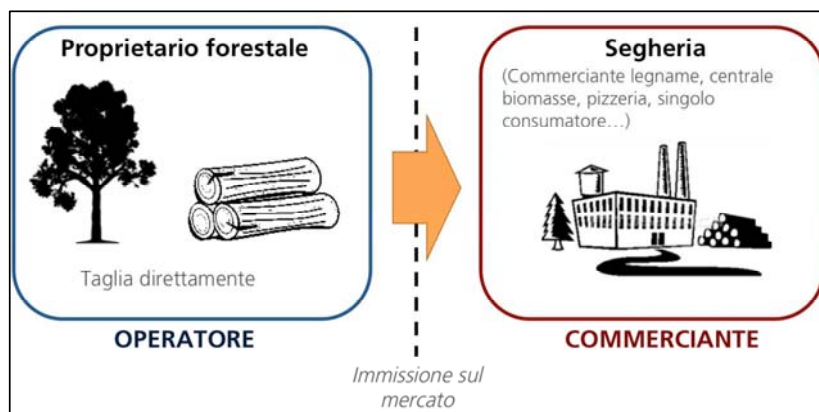 Proprietario forestale
Taglia direttamente
OPERATORE
Immissione sul
mercato
Segheria
(Commerciante legname, centrale
biomasse, pizzeria, singolo
consumatore…)
COMMERCIANTE